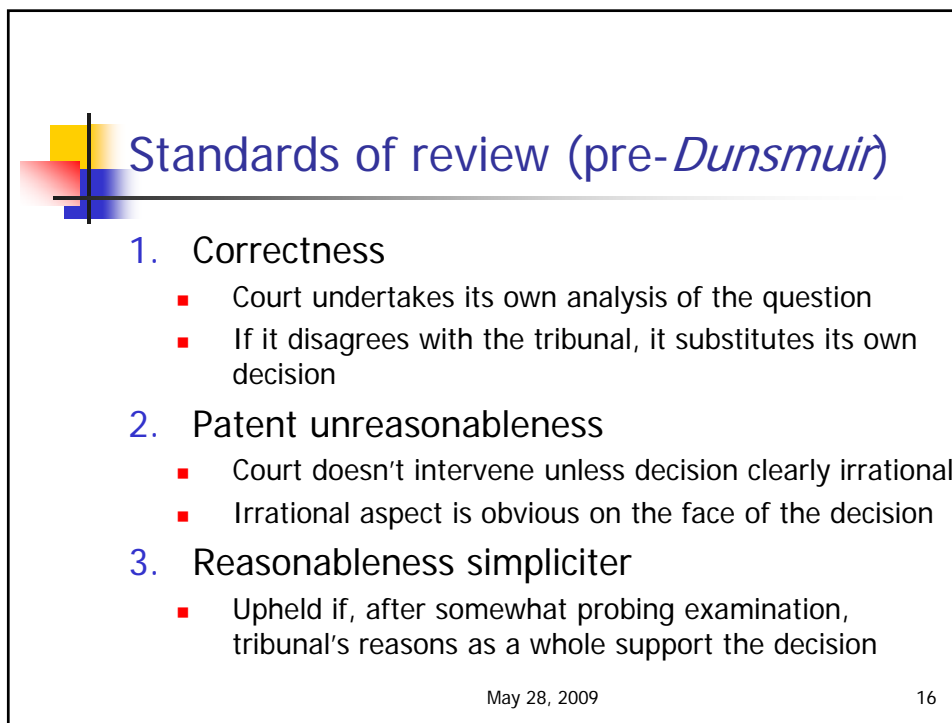 Standards of review (pre-Dunsmuir)
1. Correctness
■ Court undertakes its own analysis of the question
■ If it disagrees with the tribunal, it substitutes its own
decision
2. Patent unreasonableness
■ Court doesn't intervene unless decision clearly irrational
■ Irrational aspect is obvious on the face of the decision
3. Reasonableness simpliciter
■ Upheld if, after somewhat probing examination,
tribunal's reasons as a whole support the decision
May 28, 2009 16